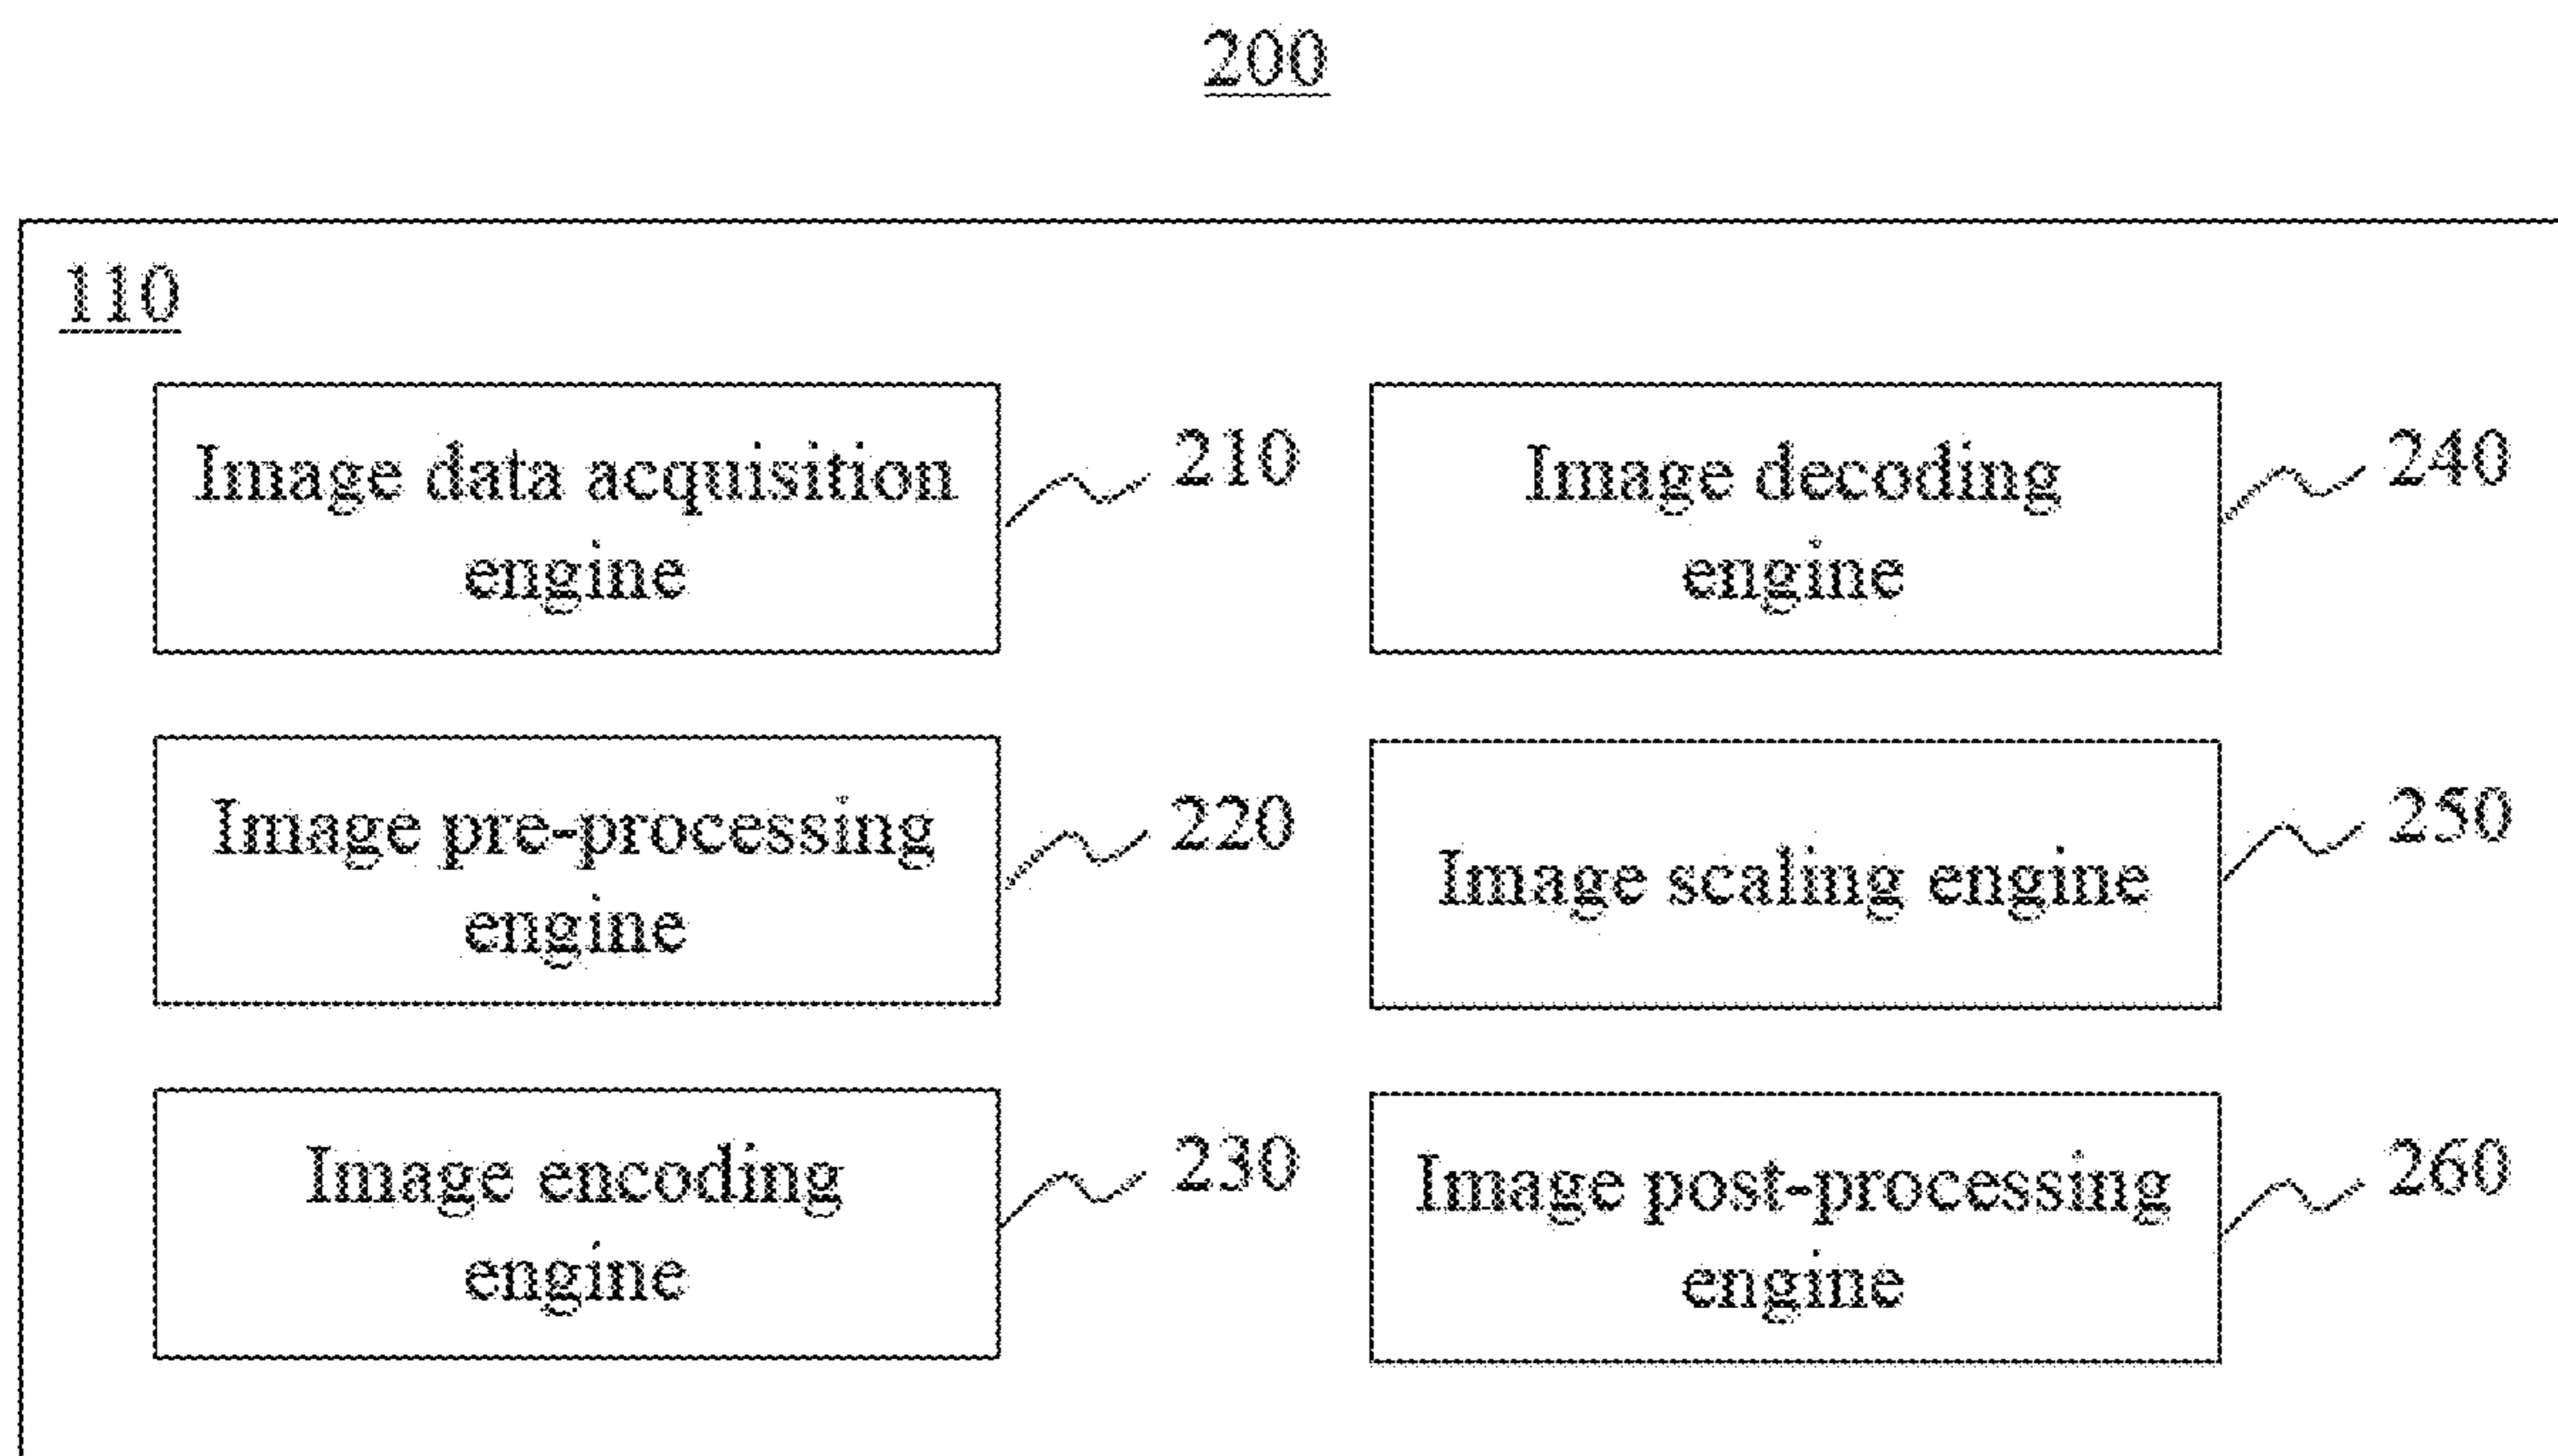 200
110
Image data acquisition
engine
210
Image decoding
engine
240
Image pre-processing
engine
220
Image scaling engine
250
Image encoding
engine
230
Image post-processing
engine
260